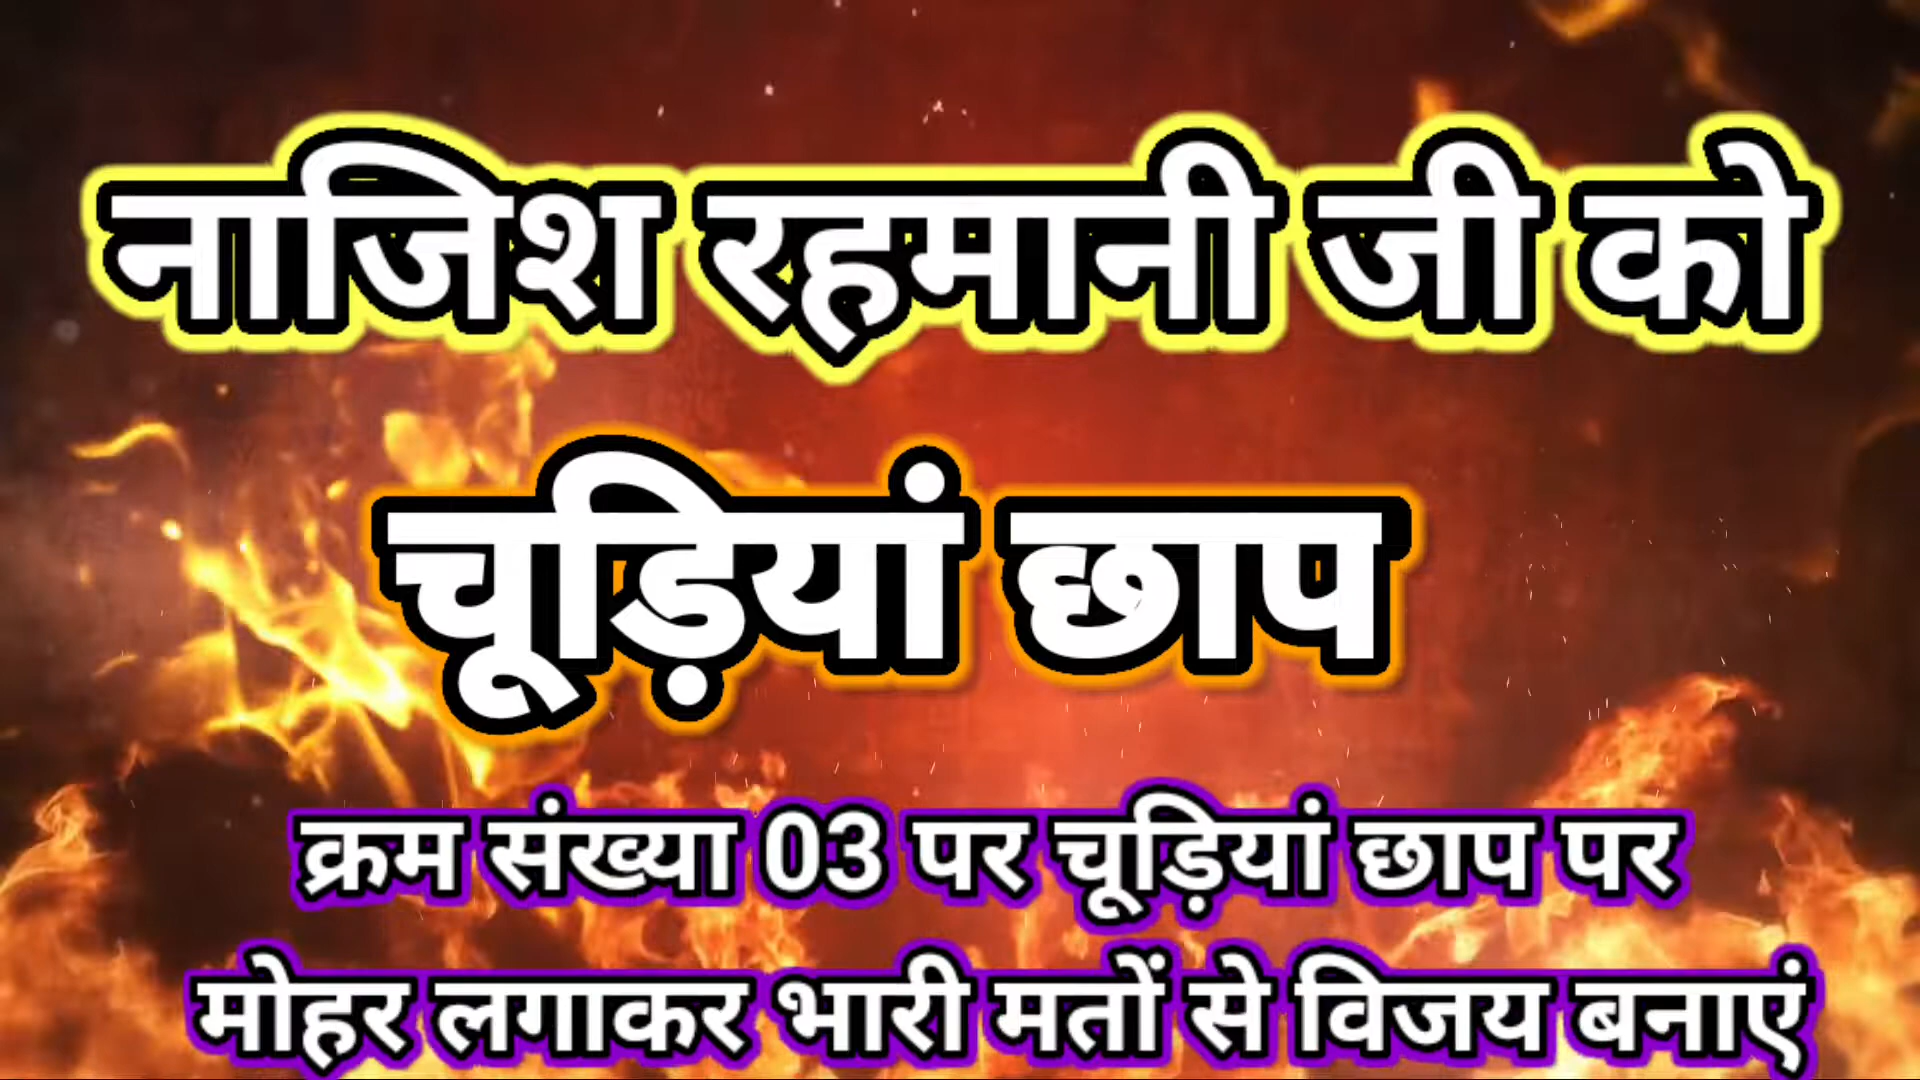 नाजिश रहमानी जी को
चूड़ियां छाप
क्रम संख्या 03 पर चूड़ियां छाप पर
मोहर लगाकर भारी मतों से विजय बनाएं